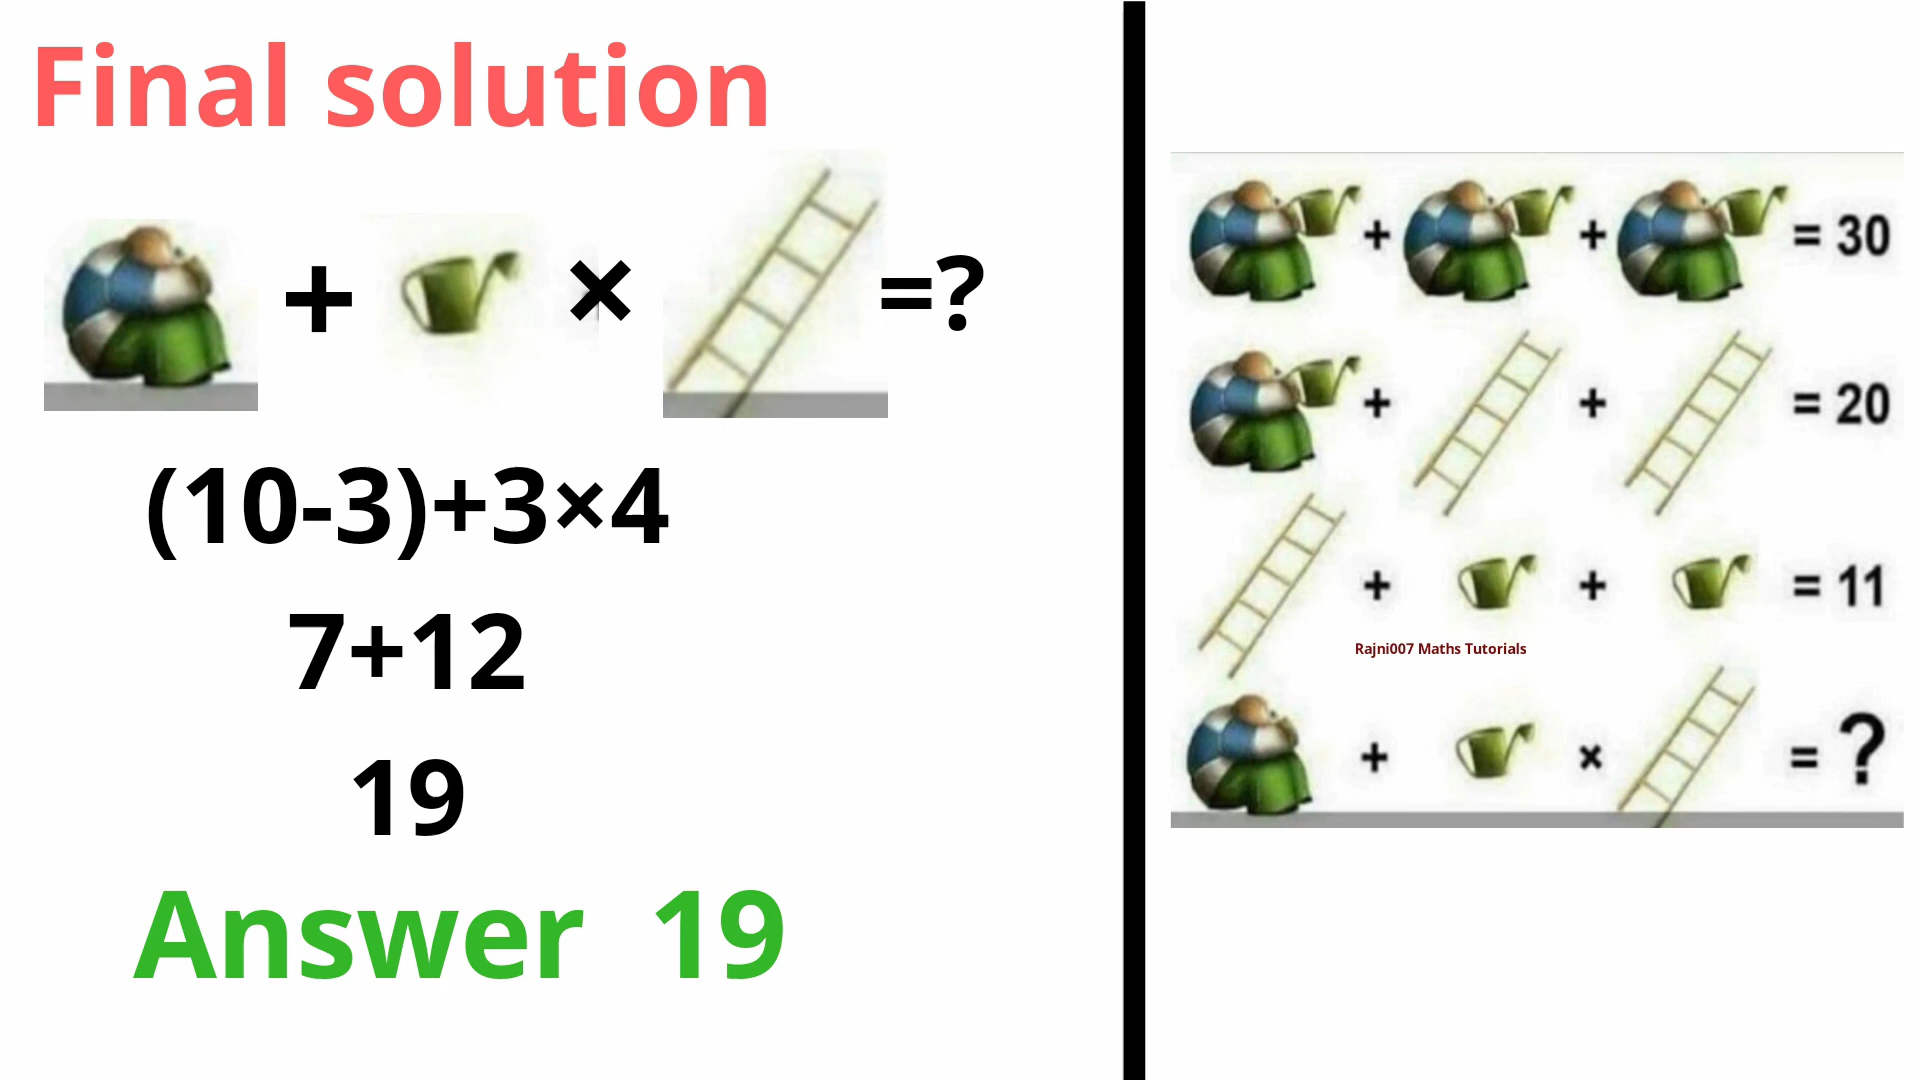 Final solution
+ × =?
(10-3)+3×4
7+12
19
Answer 19
+ + = 30
+ + = 20
+ + = 11
Rajni007 Maths Tutorials
+ × = ?